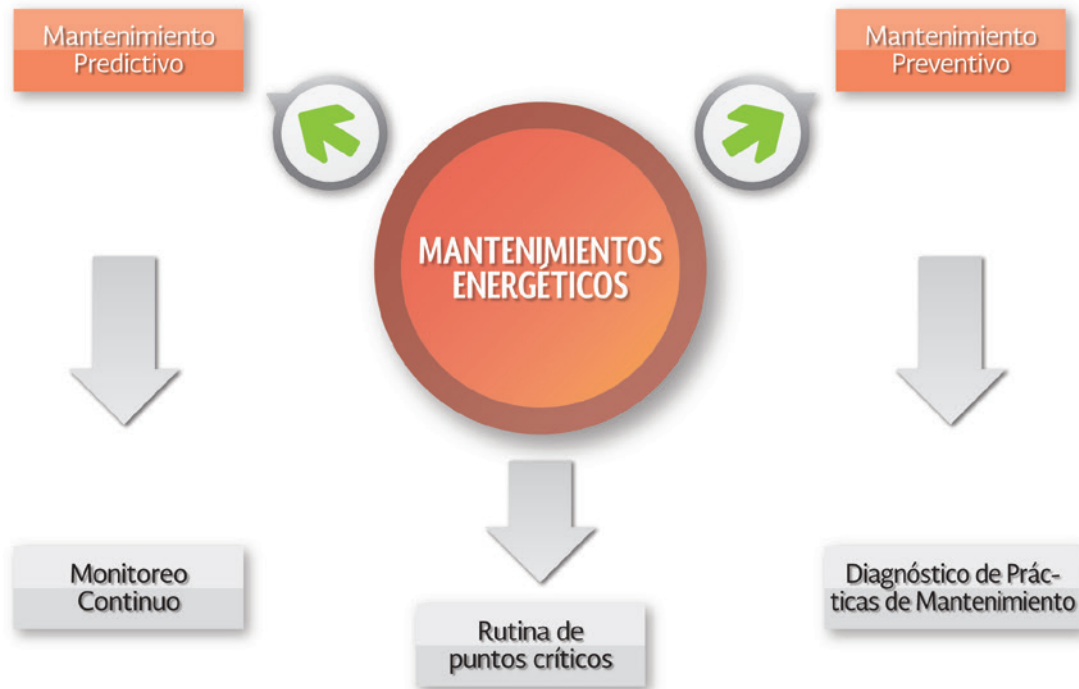 Mantenimiento
Predictivo
Mantenimiento
Preventivo
MANTENIMIENTOS
ENERGÉTICOS
Monitoreo
Continuo
Diagnóstico de Prác-
ticas de Mantenimiento
Rutina de
puntos críticos